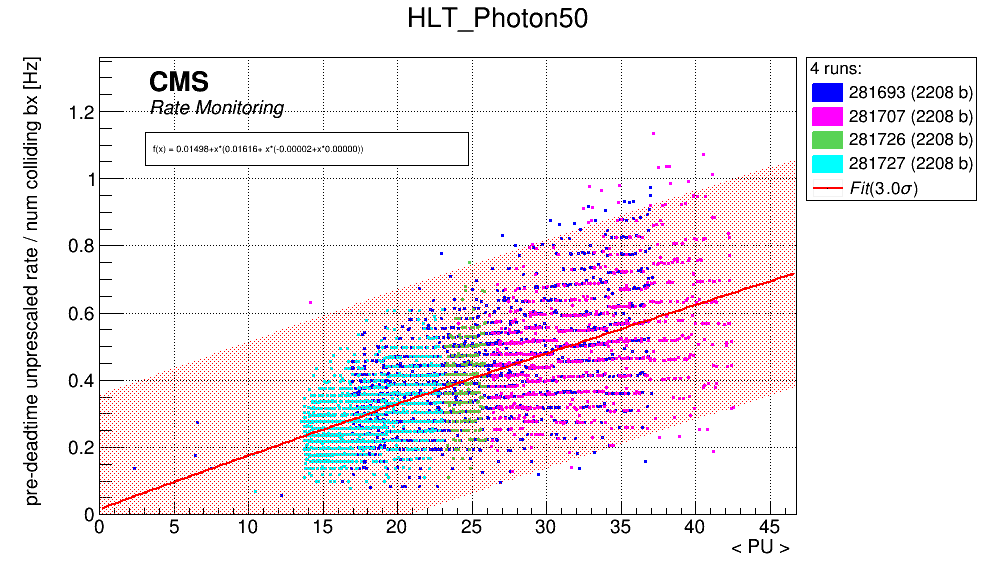 HLT_Photon50
pre-deadtime unprescaled rate / num colliding bx [Hz]
CMS
Rate Monitoring
f(x) = 0.01498+x*(0.01616+ x*(-0.00002+x*0.00000))
1.2
1
0.8
0.6
0.4
0.2
0
0 5 10 15 20 25 30 35 40 45
< PU >
4 runs:
281693 (2208 b)
281707 (2208 b)
281726 (2208 b)
281727 (2208 b)
Fit(3.0σ)